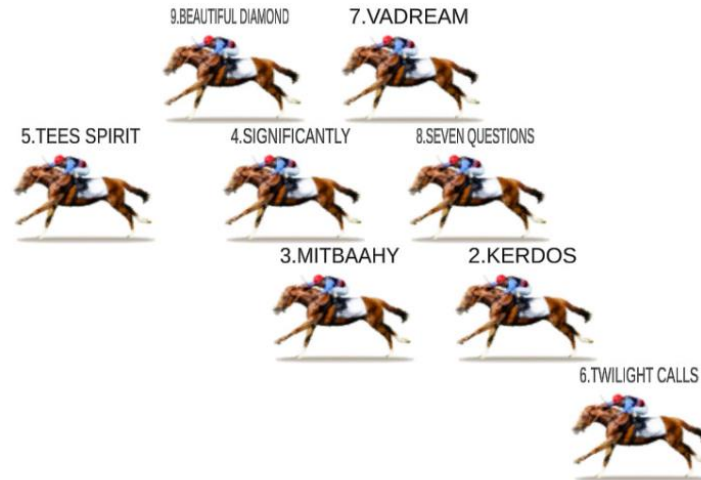 9.BEAUTIFUL DIAMOND
7.VADREAM
5.TEES SPIRIT
4.SIGNIFICANTLY
8.SEVEN QUESTIONS
3.MITBAAHY
2.KERDOS
6.TWILIGHT CALLS